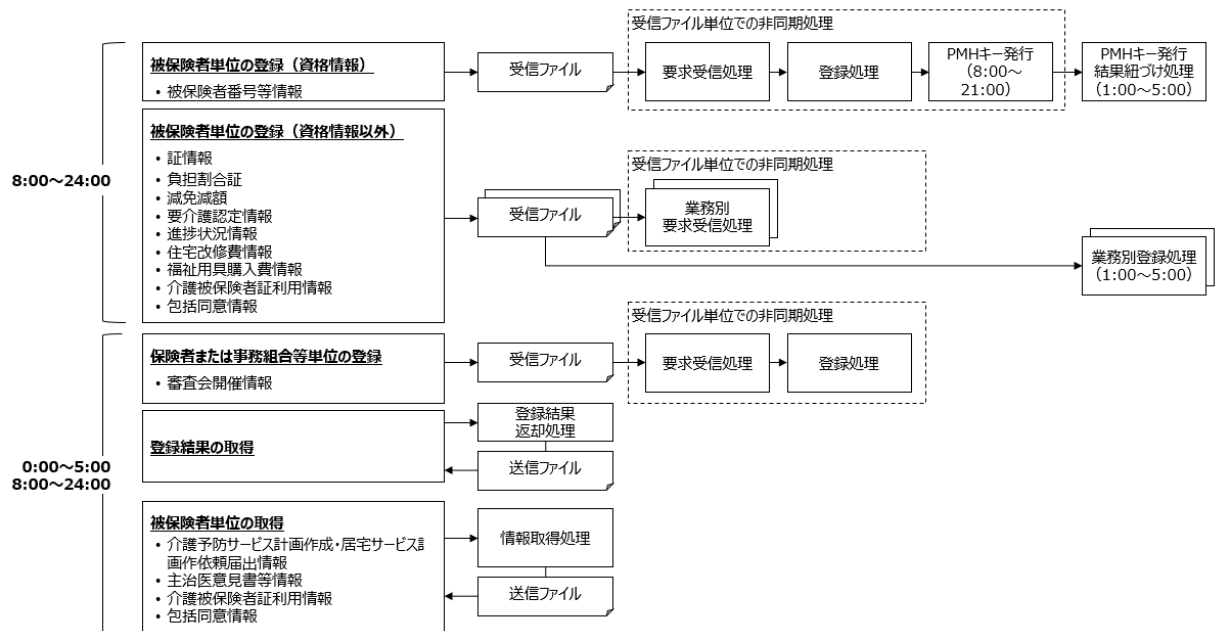 受信ファイル単位での非同期処理
被保険者単位の登録（資格情報）
• 被保険者番号等情報
受信ファイル
要求受信処理
登録処理
PMHキー発行
（8:00～
21:00）
PMHキー発行
結果紐づけ処理
（1:00～5:00）
8:00～24:00
被保険者単位の登録（資格情報以外）
• 証情報
• 負担割合証
• 減免減額
• 要介護認定情報
• 進捗状況情報
• 住宅改修費情報
• 福祉用具購入費情報
• 介護被保険者証利用情報
• 包括同意情報
受信ファイル
受信ファイル単位での非同期処理
業務別
要求受信処理
業務別登録処理
（1:00～5:00）
受信ファイル単位での非同期処理
保険者または事務組合等単位の登録
• 審査会開催情報
受信ファイル
要求受信処理
登録処理
0:00～5:00
8:00～24:00
登録結果の取得
登録結果
返却処理
送信ファイル
被保険者単位の取得
• 介護予防サービス計画作成・居宅サービス計
画作依頼届出情報
• 主治医意見書等情報
• 介護被保険者証利用情報
• 包括同意情報
情報取得処理
送信ファイル